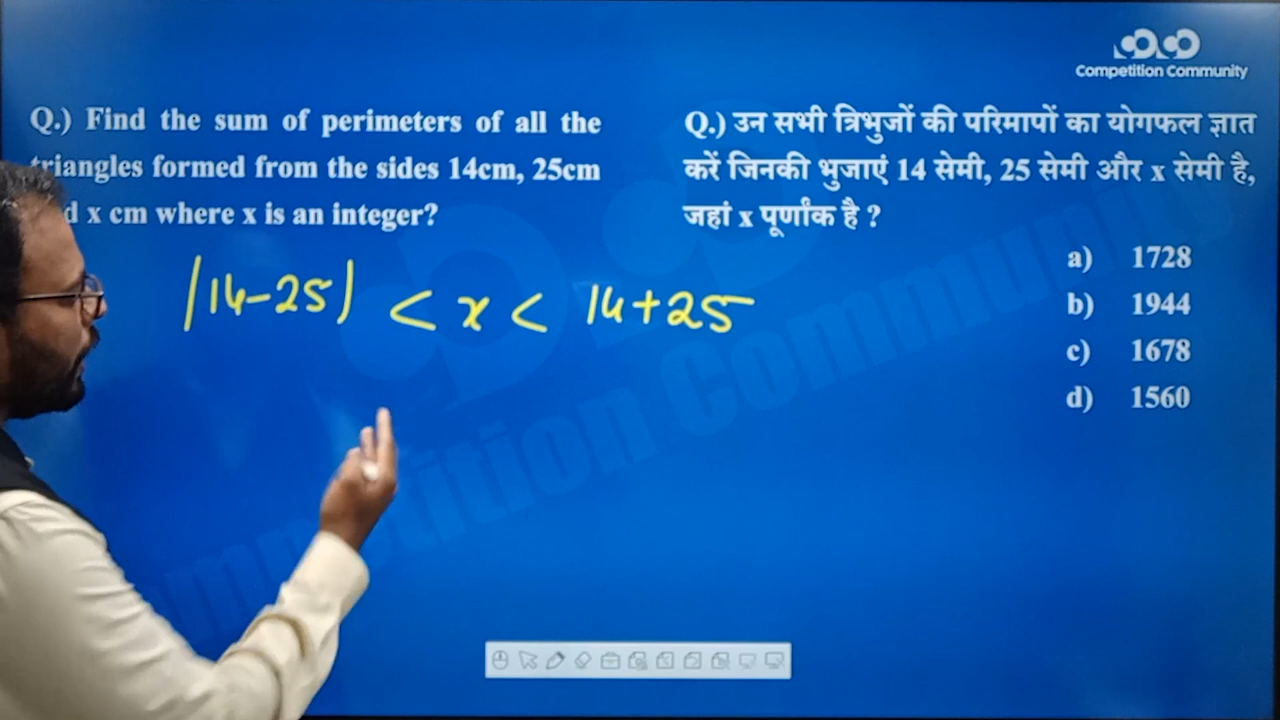 Competition Community
Q.) Find the sum of perimeters of all the
triangles formed from the sides 14cm, 25cm
d x cm where x is an integer?
Q.) उन सभी त्रिभुजों की परिमापों का योगफल ज्ञात
करें जिनकी भुजाएं 14 सेमी, 25 सेमी और x सेमी है,
जहां x पूर्णांक है ?
|14-25| < x < 14+25
a) 1728
b) 1944
c) 1678
d) 1560
Competition Community